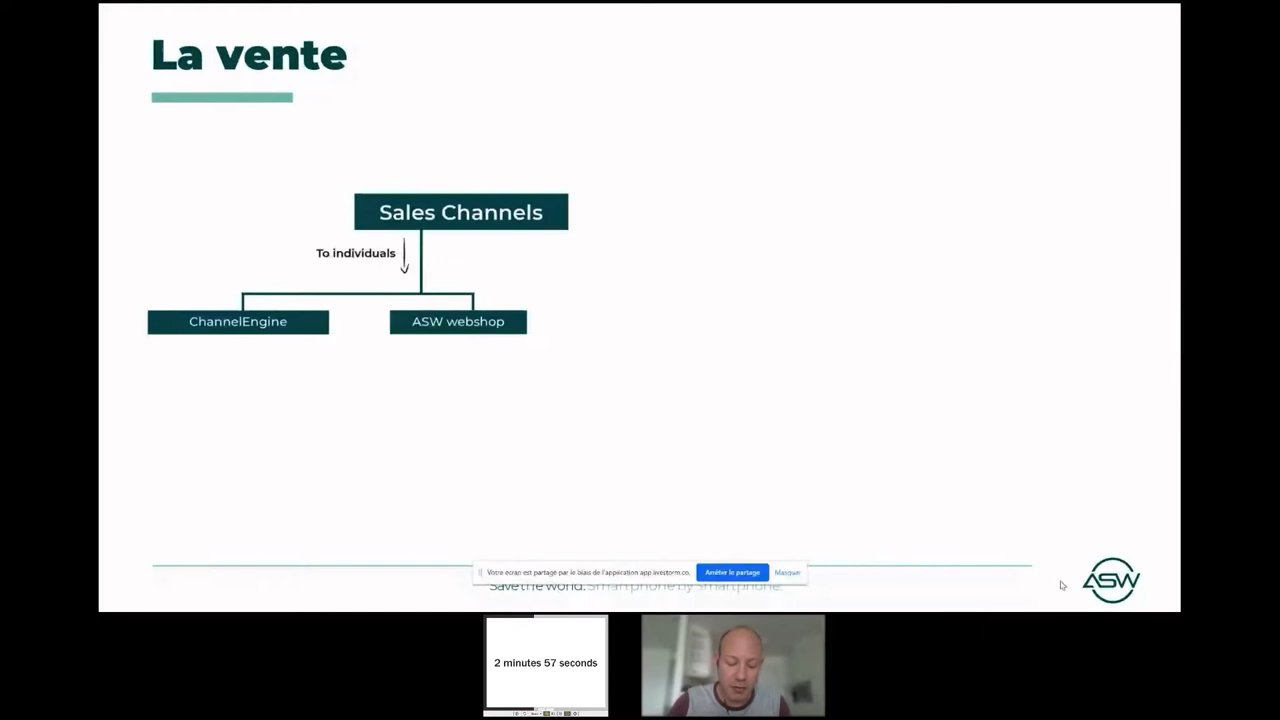 La vente
Sales Channels
To individuals
ChannelEngine
ASW webshop
Votre écran est partagé par le biais de l'application app.livestorm.co.
Arrêter le partage
Masquer
Save the world. Smartphone by Smartphone.
ASW
2 minutes 57 seconds